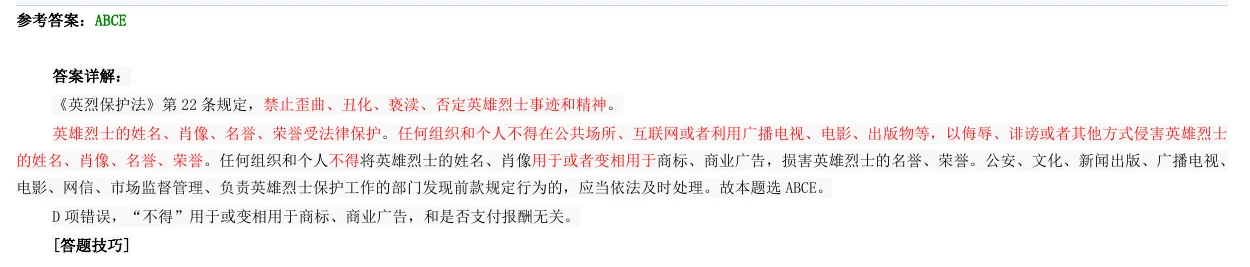 参考答案：ABCE
答案详解：
《英烈保护法》第 22 条规定，禁止歪曲、丑化、亵渎、否定英雄烈士事迹和精神。
英雄烈士的姓名、肖像、名誉、荣誉受法律保护。任何组织和个人不得在公共场所、互联网或者利用广播电视、电影、出版物等，以侮辱、诽谤或者其他方式侵害英雄烈士
的姓名、肖像、名誉、荣誉。任何组织和个人不得将英雄烈士的姓名、肖像用于或者变相用于商标、商业广告，损害英雄烈士的名誉、荣誉。公安、文化、新闻出版、广播电视、
电影、网信、市场监督管理、负责英雄烈士保护工作的部门发现前款规定行为的，应当依法及时处理。故本题选 ABCE。
D 项错误，“不得”用于或变相用于商标、商业广告，和是否支付报酬无关。
[答题技巧]